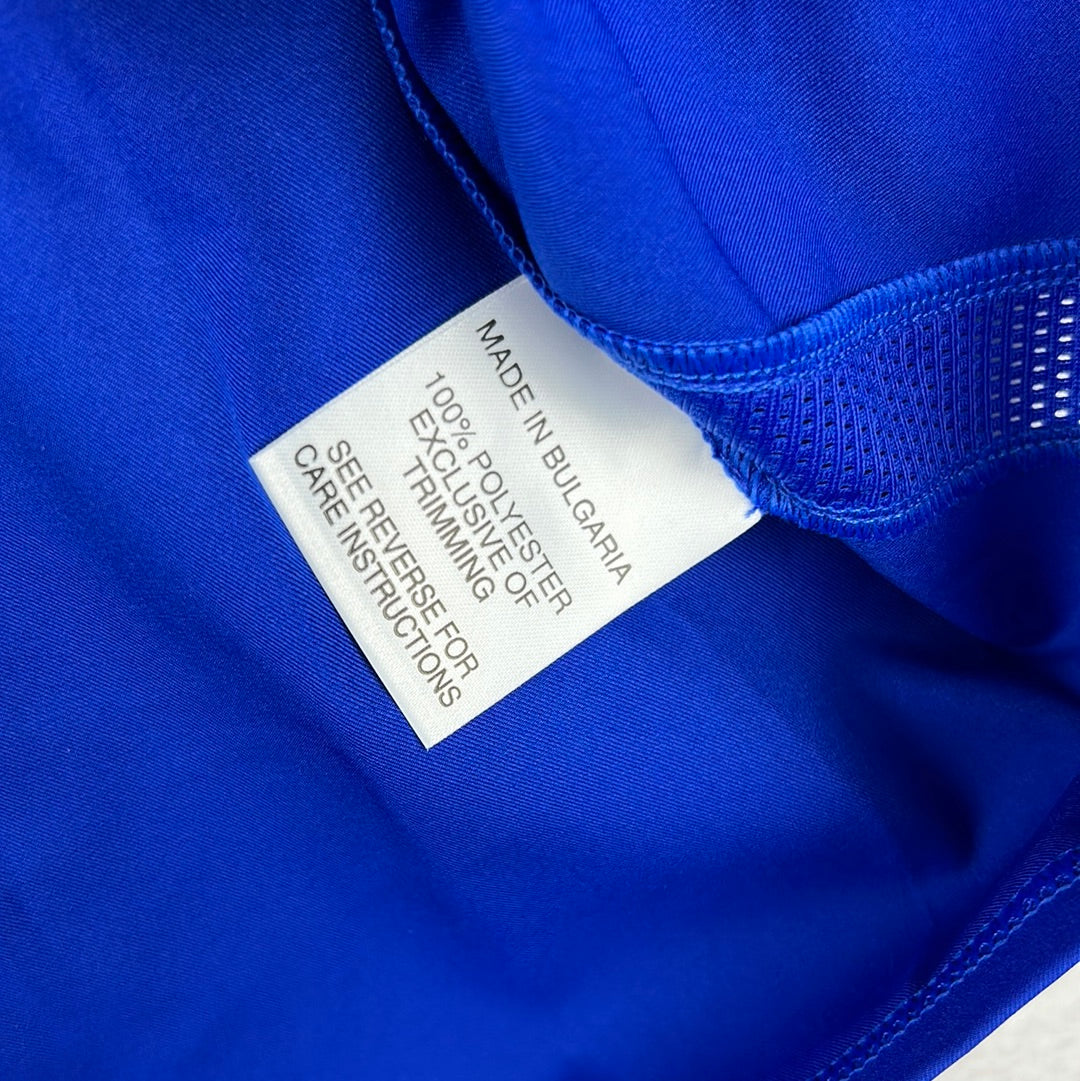 MADE IN BULGARIA
100% POLYESTER
EXCLUSIVE OF
TRIMMING
SEE REVERSE FOR
CARE INSTRUCTIONS